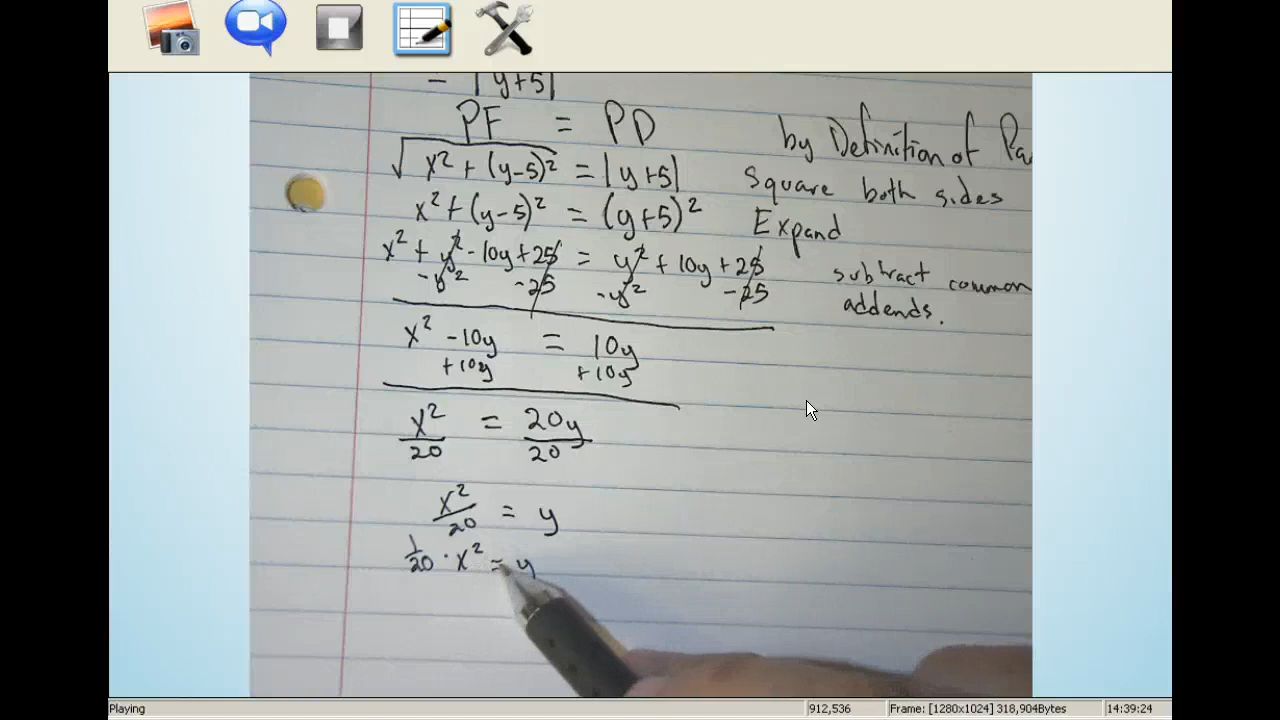 = |y+5|
PF = PD by Definition of Pa
√x² + (y-5)² = |y+5| Square both sides
x² + (y-5)² = (y+5)² Expand
x² + y² - 10y + 25 = y² + 10y + 25 subtract common
-y² -25 -y² -25 addends.
x² - 10y = 10y
+10y +10y
x² = 20y
20 20
x²/20 = y
1/20 · x² = y
Playing 912,536 Frame: [1280x1024] 318,904Bytes 14:39:24